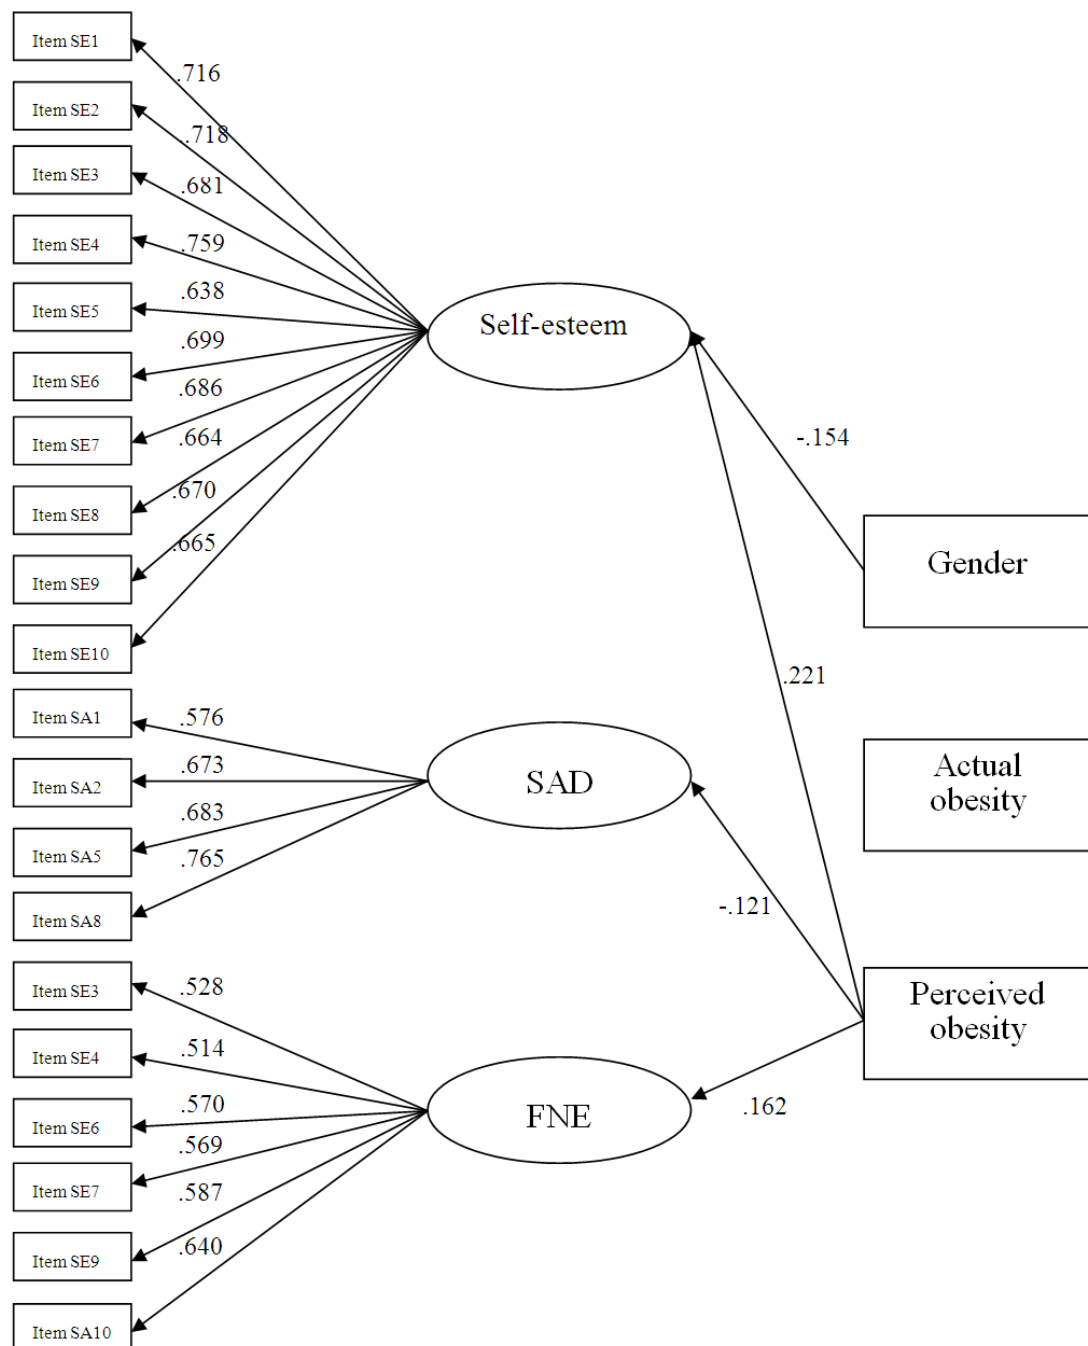 Item SE1
.716
Item SE2
.718
Item SE3
.681
Item SE4
.759
Item SE5
.638
Item SE6
.699
Item SE7
.686
Item SE8
.664
Item SE9
.670
Item SE10
.665
Self-esteem
-.154
Gender
.221
Item SA1
.576
Item SA2
.673
Item SA5
.683
Item SA8
.765
SAD
Actual
obesity
-.121
Perceived
obesity
.162
Item SE3
.528
Item SE4
.514
Item SE6
.570
Item SE7
.569
Item SE9
.587
Item SA10
.640
FNE